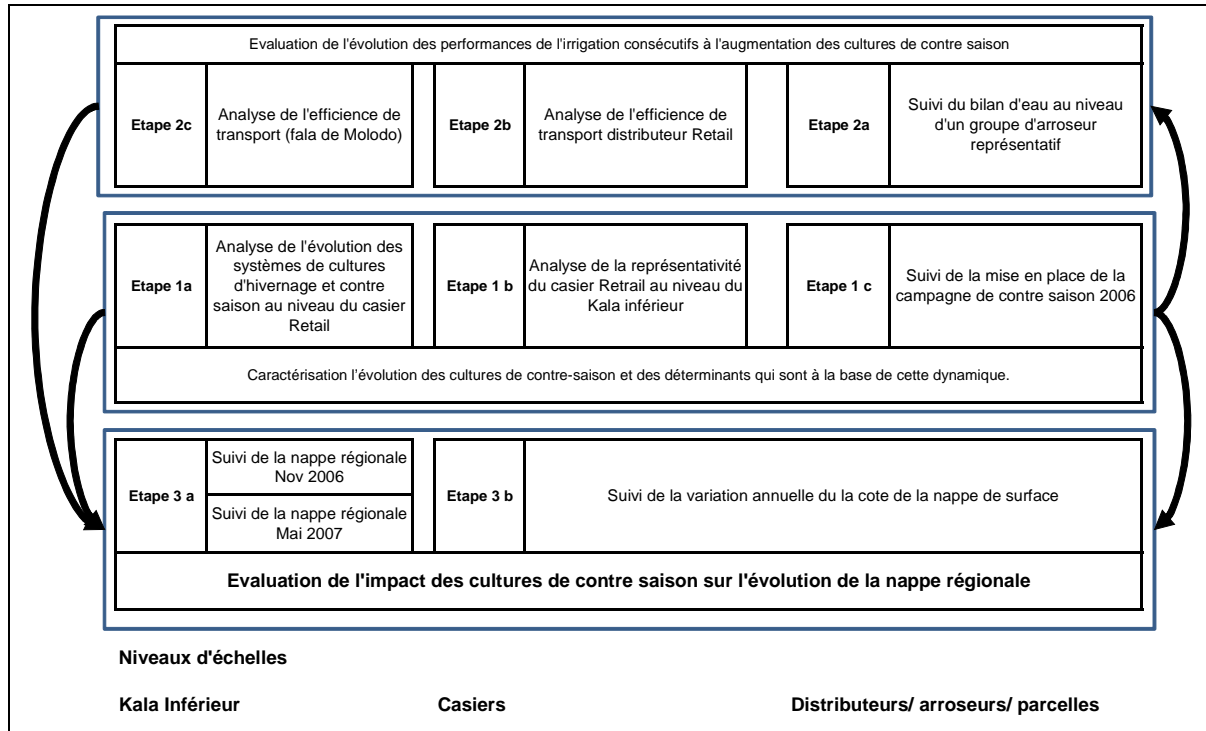 Evaluation de l'évolution des performances de l'irrigation consécutifs à l'augmentation des cultures de contre saison
Etape 2c
Analyse de l'efficience de
transport (fala de Molodo)
Etape 2b
Analyse de l'efficience de
transport distributeur Retail
Etape 2a
Suivi du bilan d'eau au niveau
d'un groupe d'arroseur
représentatif
Etape 1a
Analyse de l'évolution des
systèmes de cultures
d'hivernage et contre
saison au niveau du casier
Retail
Etape 1 b
Analyse de la représentativité
du casier Retrail au niveau du
Kala inférieur
Etape 1 c
Suivi de la mise en place de la
campagne de contre saison 2006
Caractérisation l'évolution des cultures de contre-saison et des déterminants qui sont à la base de cette dynamique.
Etape 3 a
Suivi de la nappe régionale
Nov 2006
Suivi de la nappe régionale
Mai 2007
Etape 3 b
Suivi de la variation annuelle du la cote de la nappe de surface
Evaluation de l'impact des cultures de contre saison sur l'évolution de la nappe régionale
Niveaux d'échelles
Kala Inférieur
Casiers
Distributeurs/ arroseurs/ parcelles